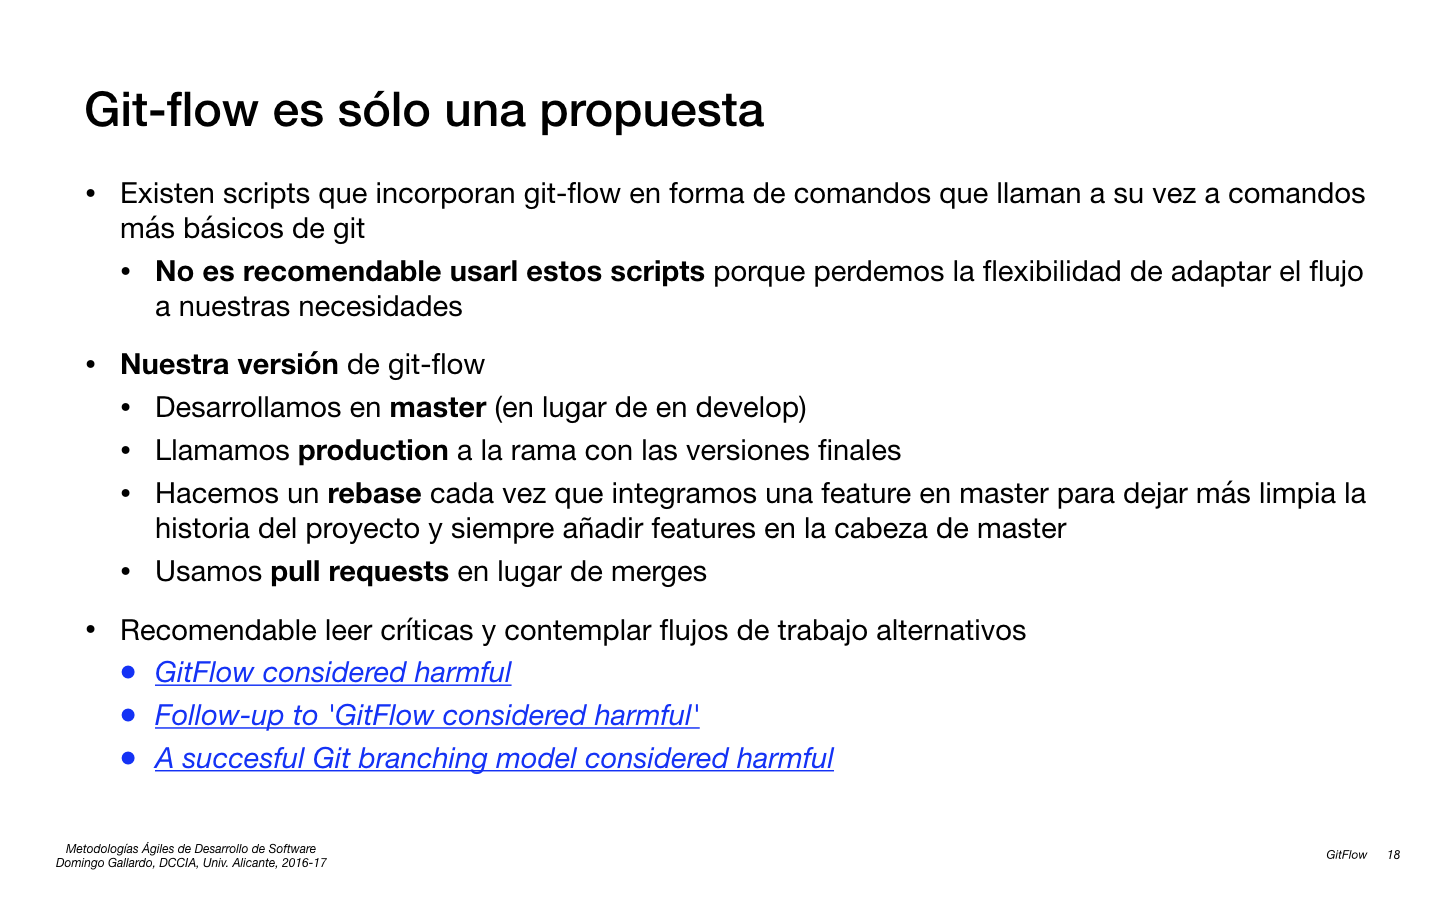 Git-flow es sólo una propuesta
• Existen scripts que incorporan git-flow en forma de comandos que llaman a su vez a comandos
más básicos de git
• No es recomendable usarl estos scripts porque perdemos la flexibilidad de adaptar el flujo
a nuestras necesidades
• Nuestra versión de git-flow
• Desarrollamos en master (en lugar de en develop)
• Llamamos production a la rama con las versiones finales
• Hacemos un rebase cada vez que integramos una feature en master para dejar más limpia la
historia del proyecto y siempre añadir features en la cabeza de master
• Usamos pull requests en lugar de merges
• Recomendable leer críticas y contemplar flujos de trabajo alternativos
• GitFlow considered harmful
• Follow-up to 'GitFlow considered harmful'
• A succesful Git branching model considered harmful
Metodologías Ágiles de Desarrollo de Software
Domingo Gallardo, DCCIA, Univ. Alicante, 2016-17
GitFlow 18